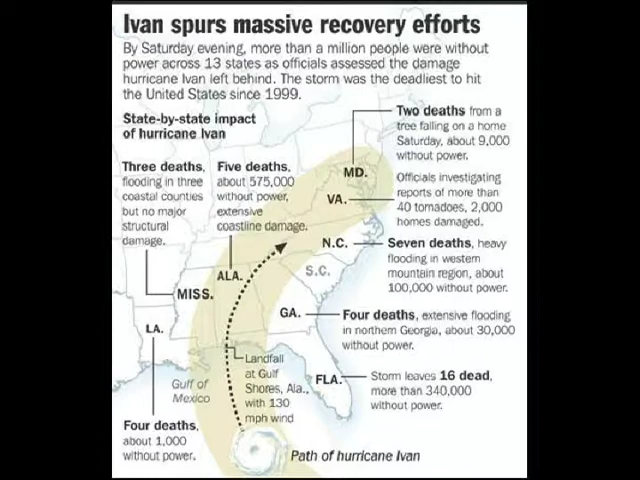 Ivan spurs massive recovery efforts
By Saturday evening, more than a million people were without
power across 13 states as officials assessed the damage
hurricane Ivan left behind. The storm was the deadliest to hit
the United States since 1999.
State-by-state impact
of hurricane Ivan
Two deaths from a
tree falling on a home
Saturday, about 9,000
without power.
Three deaths,
flooding in three
coastal counties
but no major
structural
damage.
Five deaths,
about 575,000
without power,
extensive
coastline damage.
MD.
Officials investigating
reports of more than
40 tornadoes, 2,000
homes damaged.
VA.
N.C.
Seven deaths, heavy
flooding in western
mountain region, about
100,000 without power.
S.C.
ALA.
MISS.
GA.
Four deaths, extensive flooding
in northern Georgia, about 30,000
without power.
LA.
Landfall
at Gulf
Shores, Ala.,
with 130
mph wind
FLA.
Storm leaves 16 dead,
more than 340,000
without power.
Gulf of
Mexico
Four deaths,
about 1,000
without power.
Path of hurricane Ivan